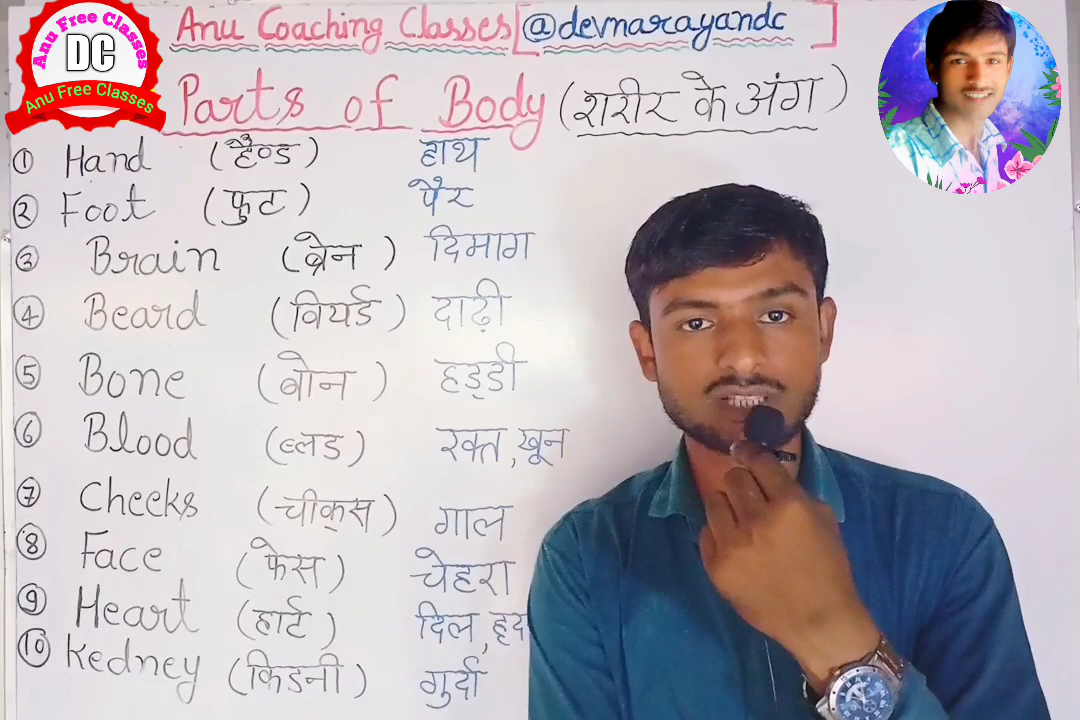 Anu Free Classes
DC
Anu Free Classes
Anu Coaching Classes [@devnarayandc]
Parts of Body (शरीर के अंग)
① Hand (हैण्ड) हाथ
② Foot (फुट) पैर
③ Brain (ब्रेन) दिमाग
④ Beard (वियर्ड) दाढ़ी
⑤ Bone (बोन) हड्डी
⑥ Blood (ब्लड) रक्त,खून
⑦ Cheeks (चीक्स) गाल
⑧ Face (फेस) चेहरा
⑨ Heart (हार्ट) दिल,हृद
⑩ Kedney (किडनी) गुर्दा